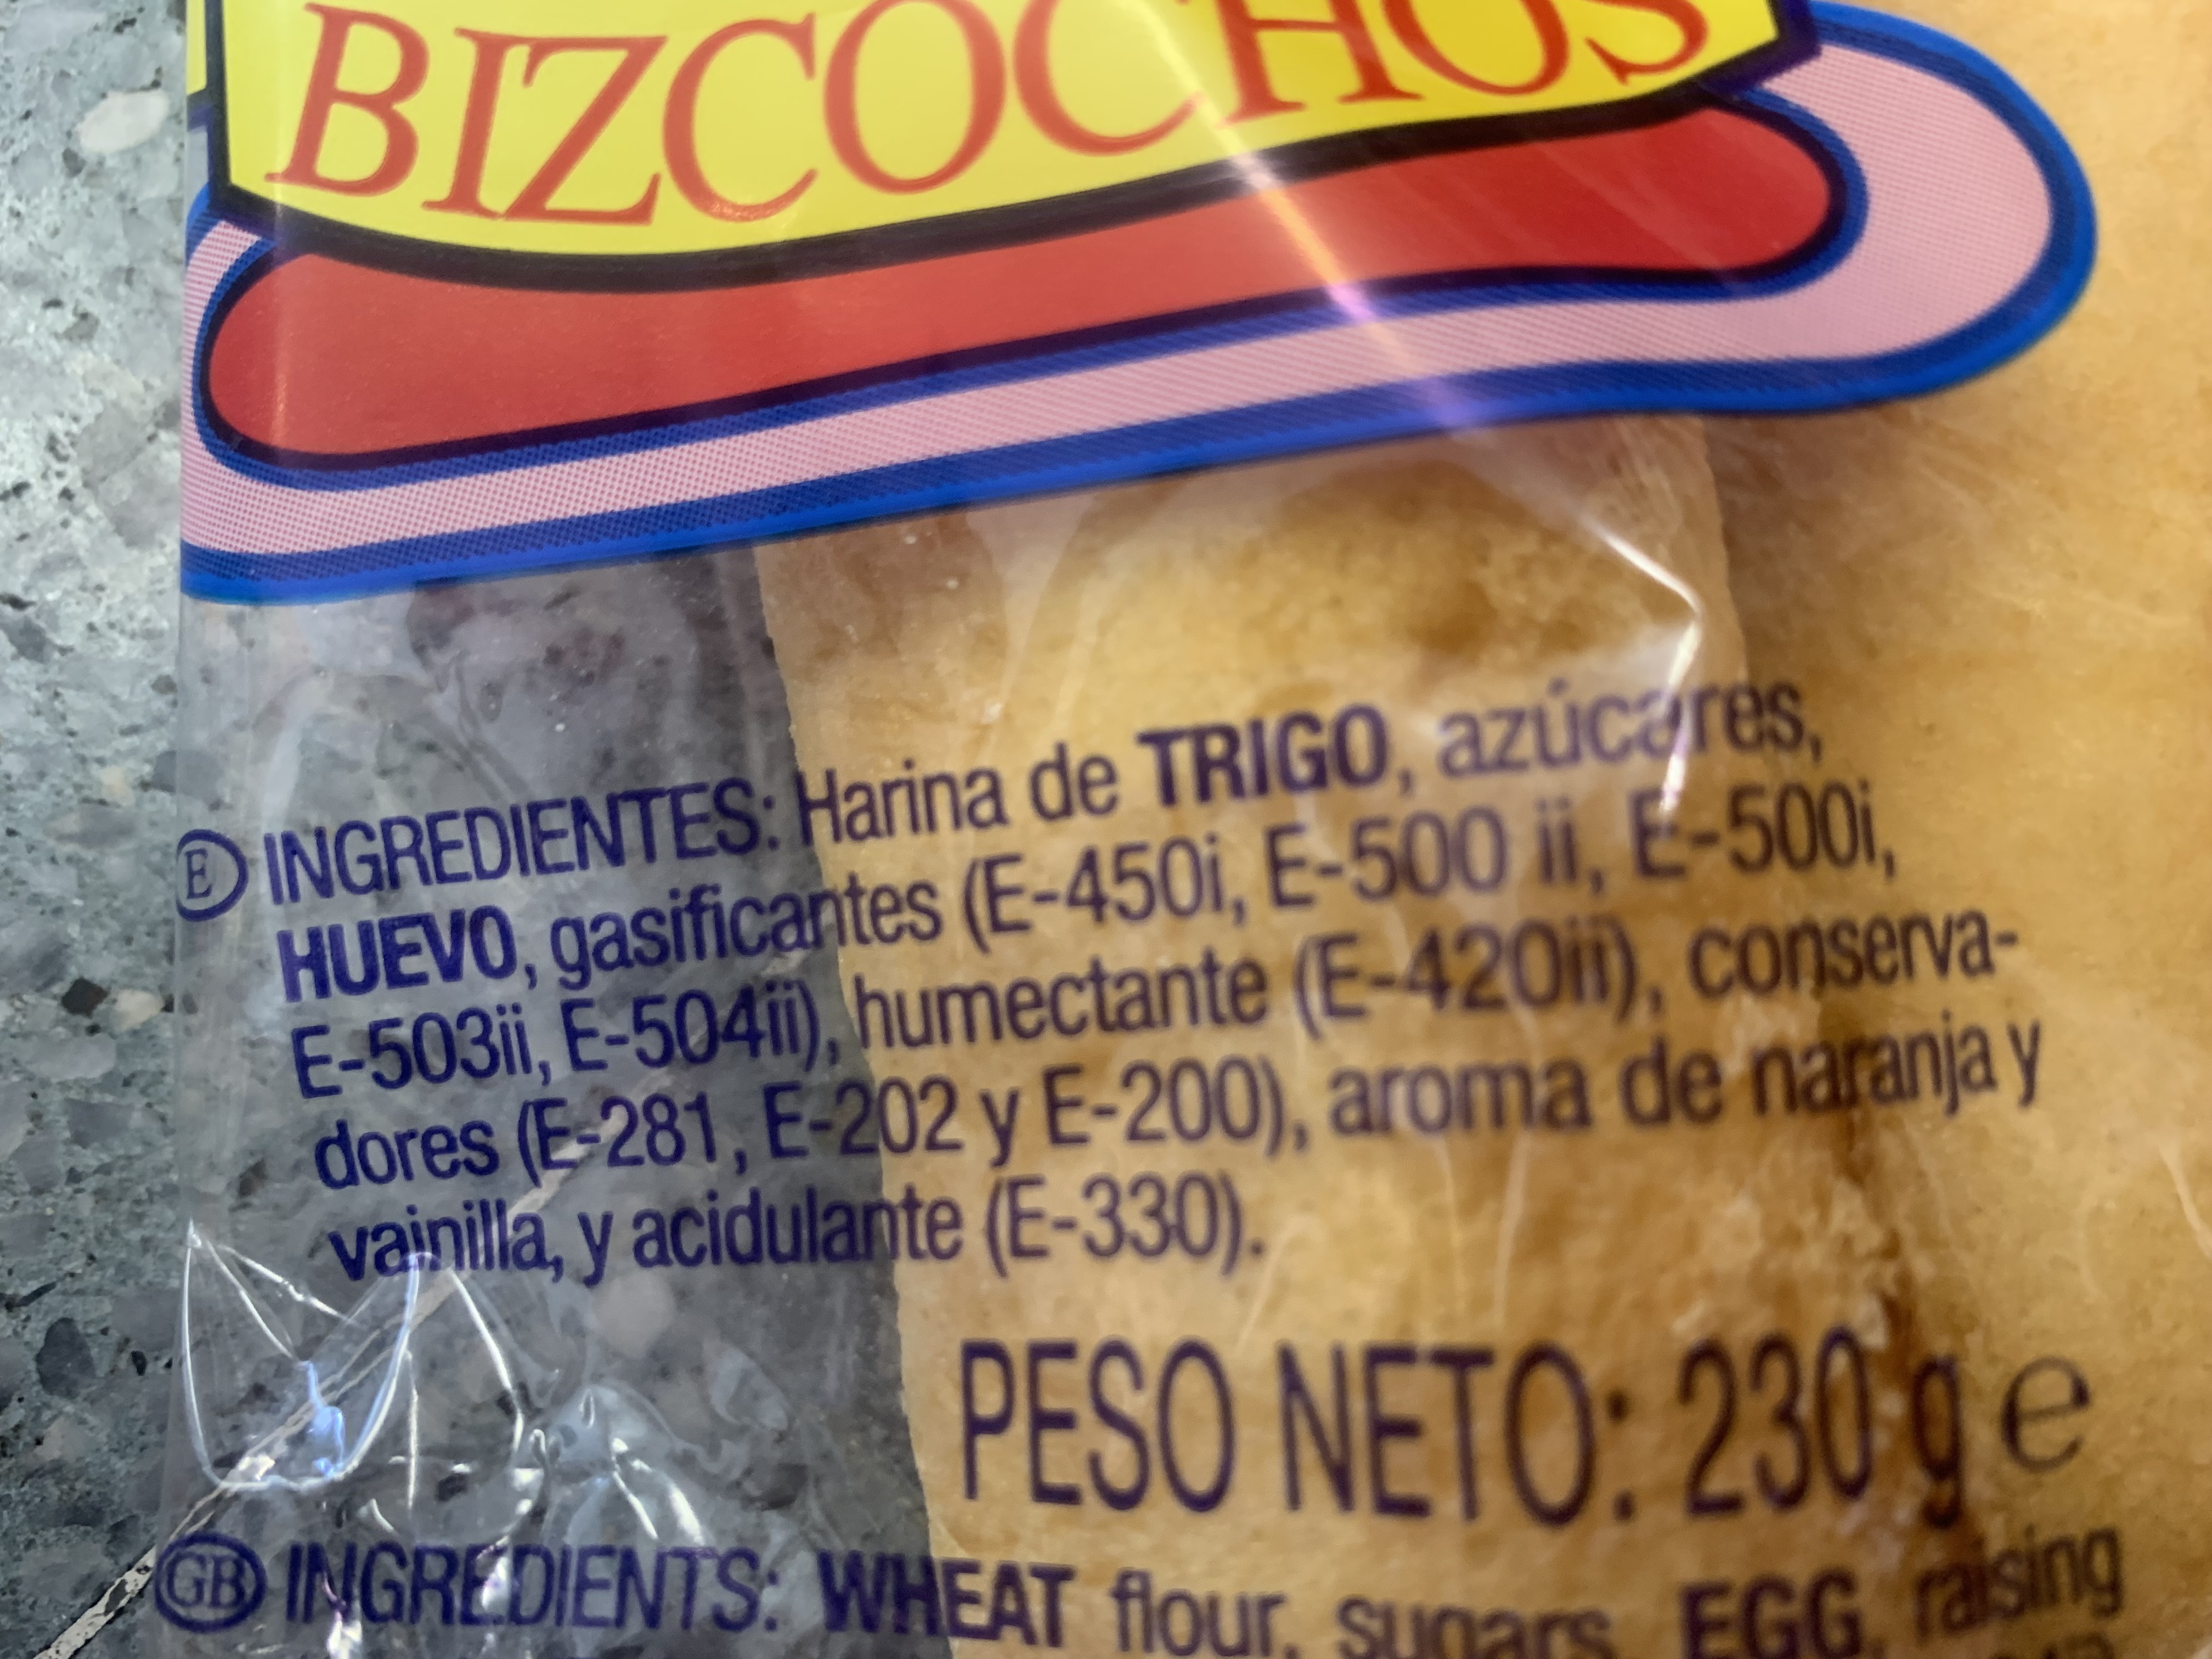 BIZCOCHOS
E INGREDIENTES: Harina de TRIGO, azúcares,
HUEVO, gasificantes (E-450i, E-500 ii, E-500i,
E-503ii, E-504ii), humectante (E-420ii), conserva-
dores (E-281, E-202 y E-200), aroma de naranja y
vainilla, y acidulante (E-330).
PESO NETO: 230 g e
GB INGREDIENTS: WHEAT flour, sugars, EGG, raising